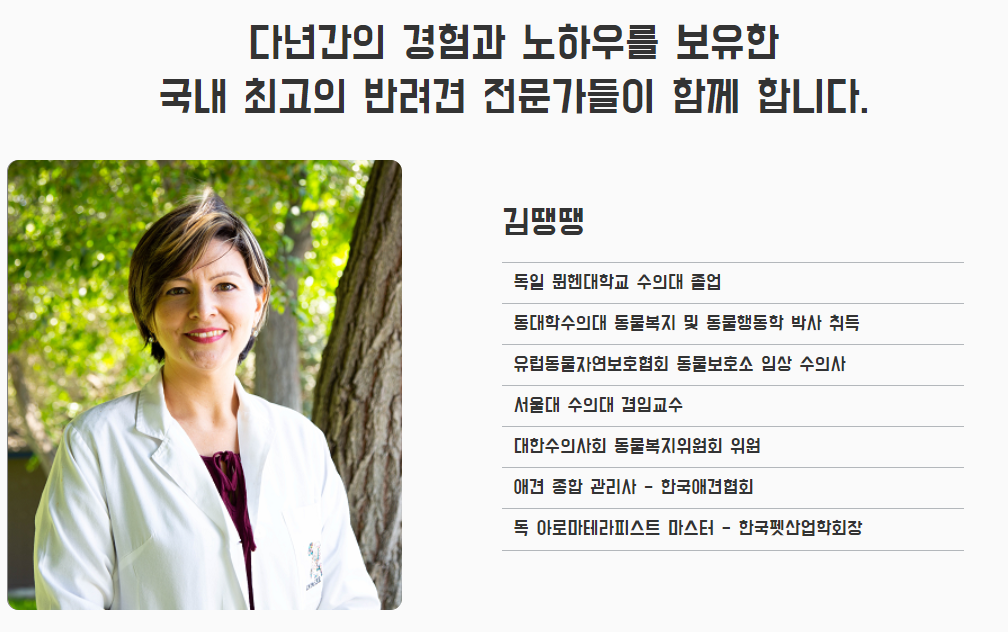 다년간의 경험과 노하우를 보유한
국내 최고의 반려견 전문가들이 함께 합니다.
김땡땡
독일 뮌헨대학교 수의대 졸업
동대학수의대 동물복지 및 동물행동학 박사 취득
유럽동물자연보호협회 동물보호소 임상 수의사
서울대 수의대 겸임교수
대한수의사회 동물복지위원회 위원
애견 종합 관리사 - 한국애견협회
독 아로마테라피스트 마스터 - 한국펫산업학회장